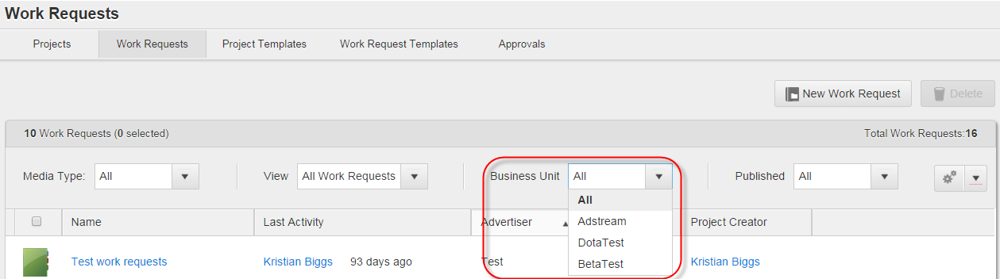 Work Requests
Projects Work Requests Project Templates Work Request Templates Approvals
New Work Request Delete
10 Work Requests (0 selected) Total Work Requests:16
Media Type: All View All Work Requests Business Unit All Published All
All
Name Last Activity Advertiser Adstream Project Creator
DotaTest
Test work requests Kristian Biggs 93 days ago Test BetaTest Kristian Biggs